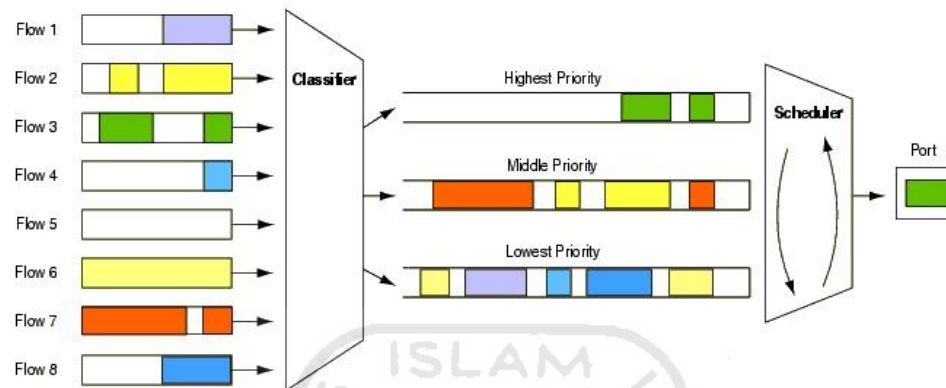 Flow 1
Flow 2
Flow 3
Flow 4
Flow 5
Flow 6
Flow 7
Flow 8
Classifier
Highest Priority
Middle Priority
Lowest Priority
Scheduler
Port
ISLAM